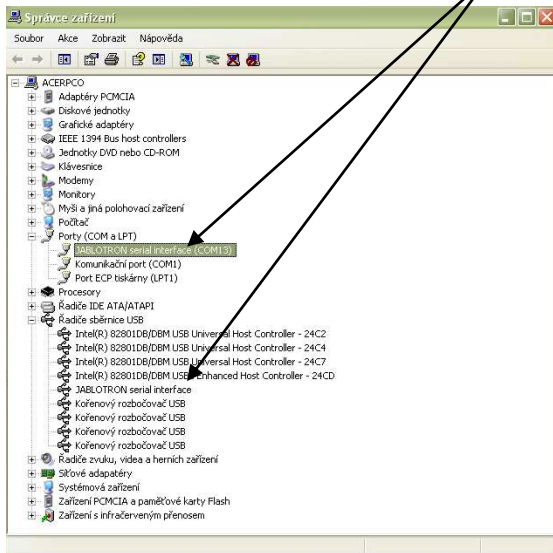 Správce zařízení
Soubor Akce Zobrazit Nápověda
ACERPCO
Adaptéry PCMCIA
Diskové jednotky
Grafické adaptéry
IEEE 1394 Bus host controllers
Jednotky DVD nebo CD-ROM
Klávesnice
Modemy
Monitory
Myši a jiná polohovací zařízení
Počítač
Porty (COM a LPT)
JABLOTRON serial interface (COM13)
Komunikační port (COM1)
Port ECP tiskárny (LPT1)
Procesory
Řadiče IDE ATA/ATAPI
Řadiče sběrnice USB
Intel(R) 82801DB/DBM USB Universal Host Controller - 24C2
Intel(R) 82801DB/DBM USB Universal Host Controller - 24C4
Intel(R) 82801DB/DBM USB Universal Host Controller - 24C7
Intel(R) 82801DB/DBM USB Enhanced Host Controller - 24CD
JABLOTRON serial interface
Kořenový rozbočovač USB
Kořenový rozbočovač USB
Kořenový rozbočovač USB
Kořenový rozbočovač USB
Řadiče zvuku, videa a herních zařízení
Síťové adapatéry
Systémová zařízení
Zařízení PCMCIA a paměťové karty Flash
Zařízení s infračerveným přenosem